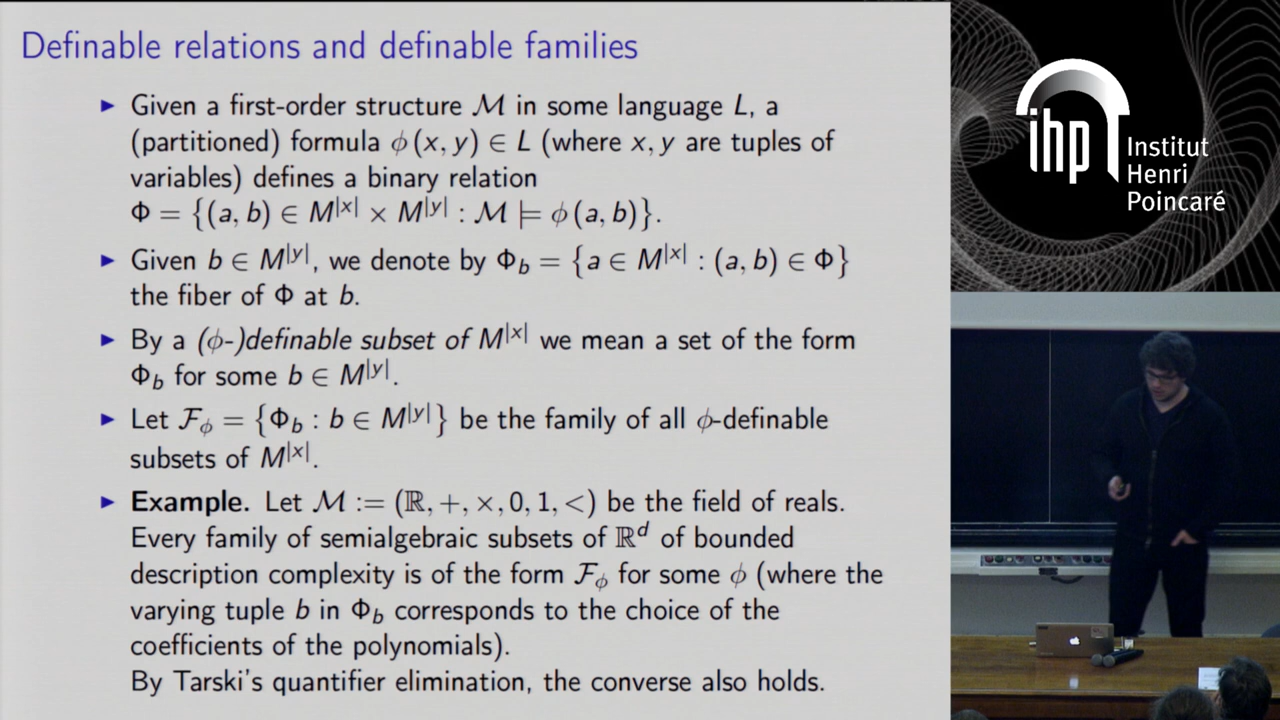 Definable relations and definable families
► Given a first-order structure ℳ in some language L, a
(partitioned) formula ϕ(x, y) ∈ L (where x, y are tuples of
variables) defines a binary relation
Φ = {(a, b) ∈ M^|x| × M^|y| : ℳ ⊨ ϕ(a, b)}.
► Given b ∈ M^|y|, we denote by Φ_b = {a ∈ M^|x| : (a, b) ∈ Φ}
the fiber of Φ at b.
► By a (ϕ-)definable subset of M^|x| we mean a set of the form
Φ_b for some b ∈ M^|y|.
► Let ℱ_ϕ = {Φ_b : b ∈ M^|y|} be the family of all ϕ-definable
subsets of M^|x|.
► Example. Let ℳ := (ℝ, +, ×, 0, 1, <) be the field of reals.
Every family of semialgebraic subsets of ℝ^d of bounded
description complexity is of the form ℱ_ϕ for some ϕ (where the
varying tuple b in Φ_b corresponds to the choice of the
coefficients of the polynomials).
By Tarski's quantifier elimination, the converse also holds.
ihp
Institut
Henri
Poincaré